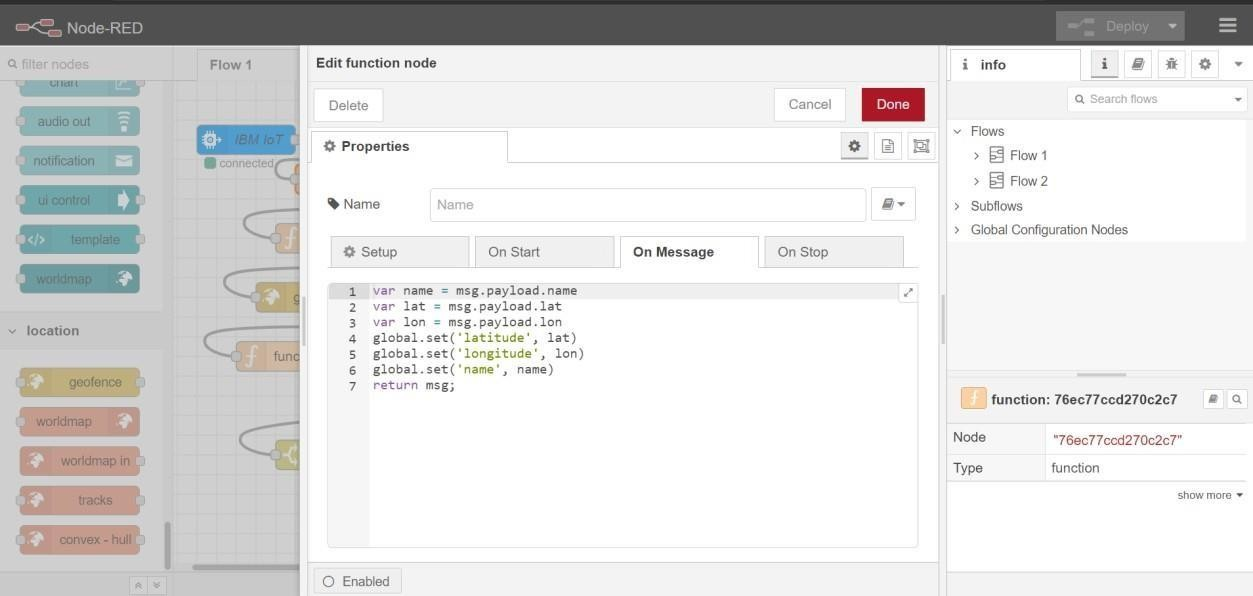 Node-RED
Deploy
filter nodes
chart
audio out
notification
ui control
template
worldmap
location
geofence
worldmap
worldmap in
tracks
convex - hull
Flow 1
IBM IoT
connected
g
func
Edit function node
Delete
Cancel
Done
Properties
Name
Name
Setup
On Start
On Message
On Stop
1 var name = msg.payload.name
2 var lat = msg.payload.lat
3 var lon = msg.payload.lon
4 global.set('latitude', lat)
5 global.set('longitude', lon)
6 global.set('name', name)
7 return msg;
Enabled
i info
i
Search flows
Flows
Flow 1
Flow 2
Subflows
Global Configuration Nodes
function: 76ec77ccd270c2c7
Node "76ec77ccd270c2c7"
Type function
show more